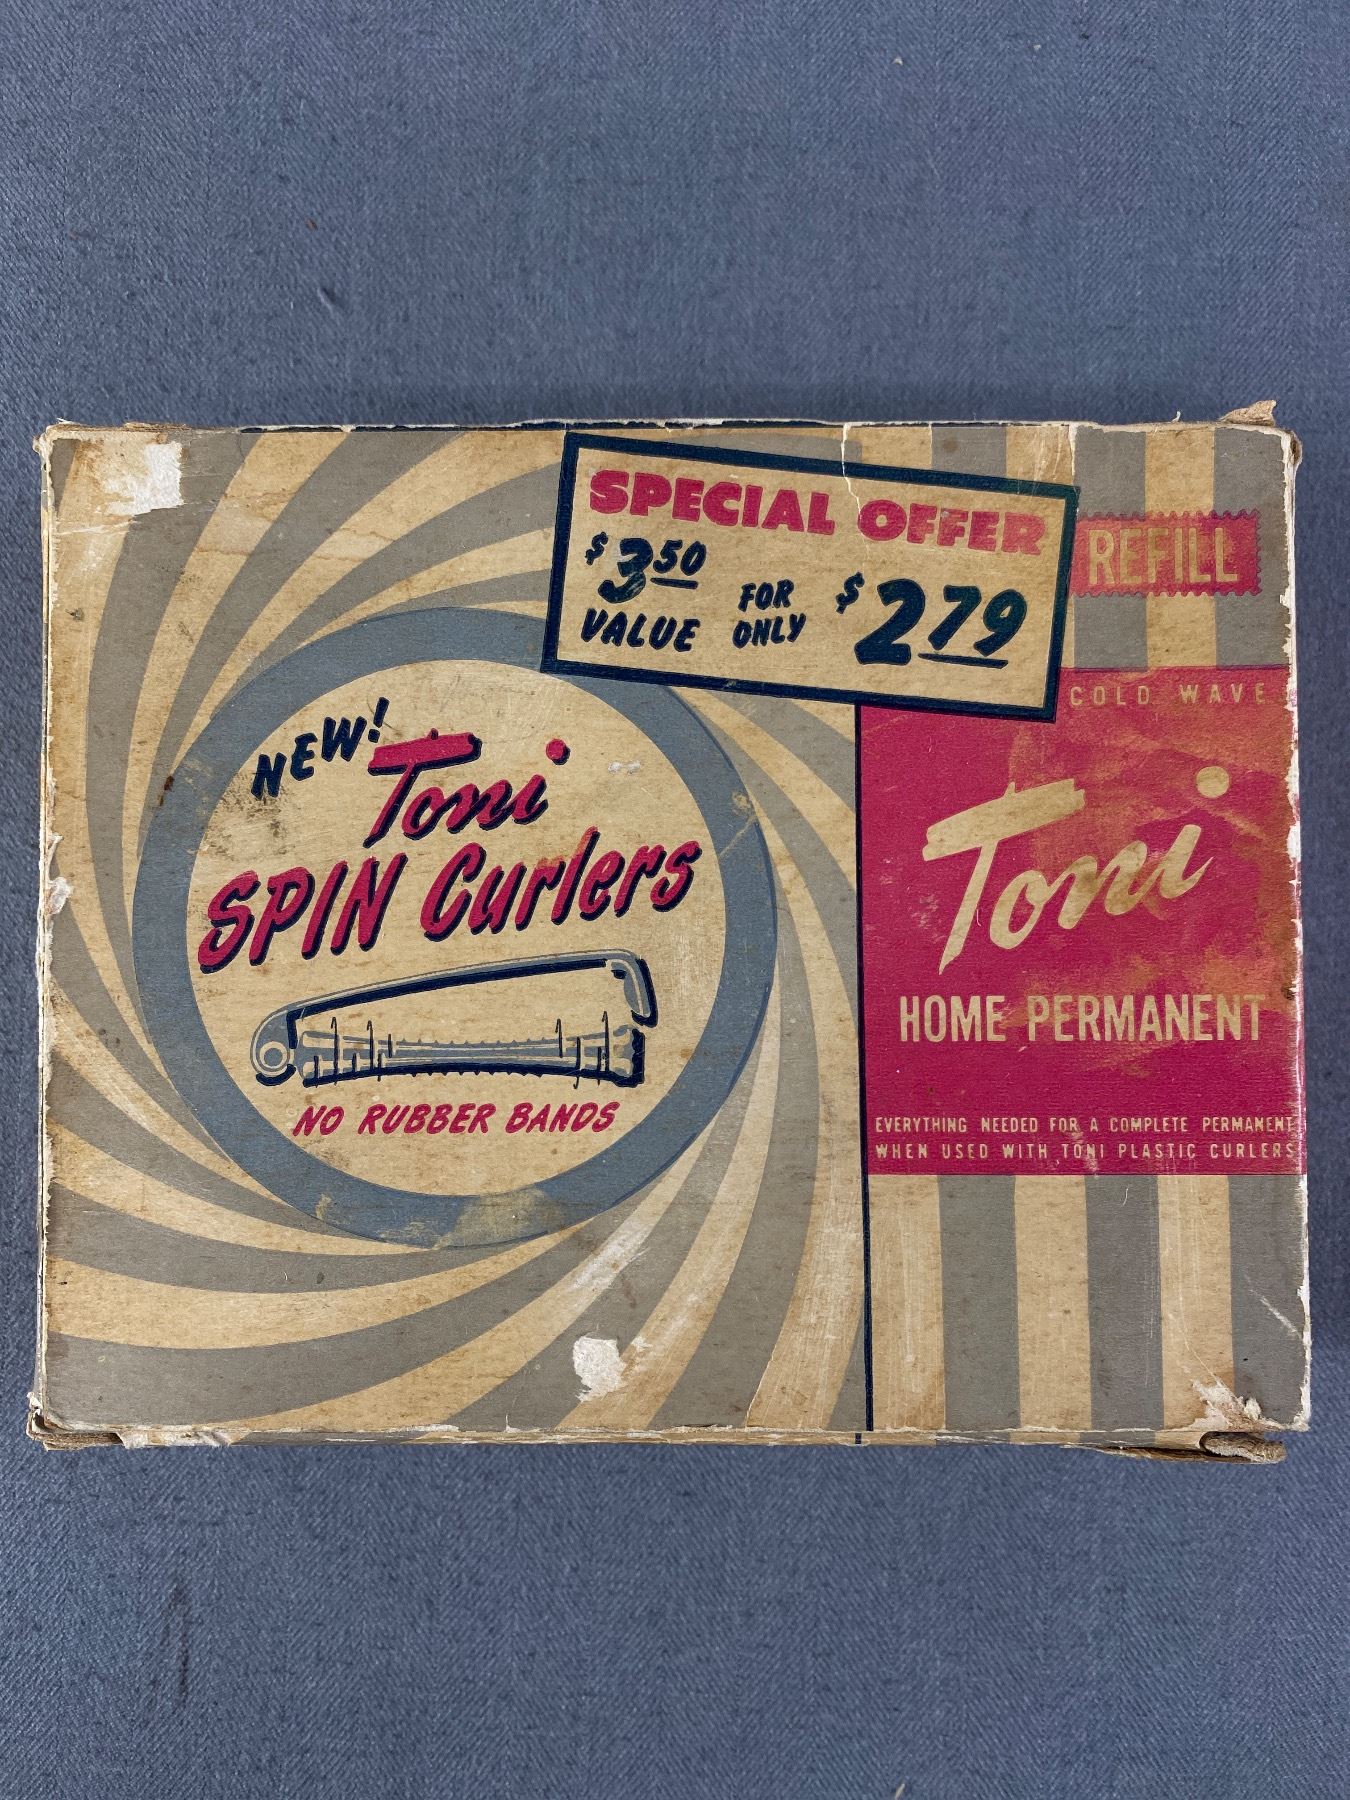 SPECIAL OFFER
$3.50 VALUE FOR ONLY $2.79
REFILL
NEW!
Toni
SPIN Curlers
NO RUBBER BANDS
COLD WAVE
Toni
HOME PERMANENT
EVERYTHING NEEDED FOR A COMPLETE PERMANENT
WHEN USED WITH TONI PLASTIC CURLERS